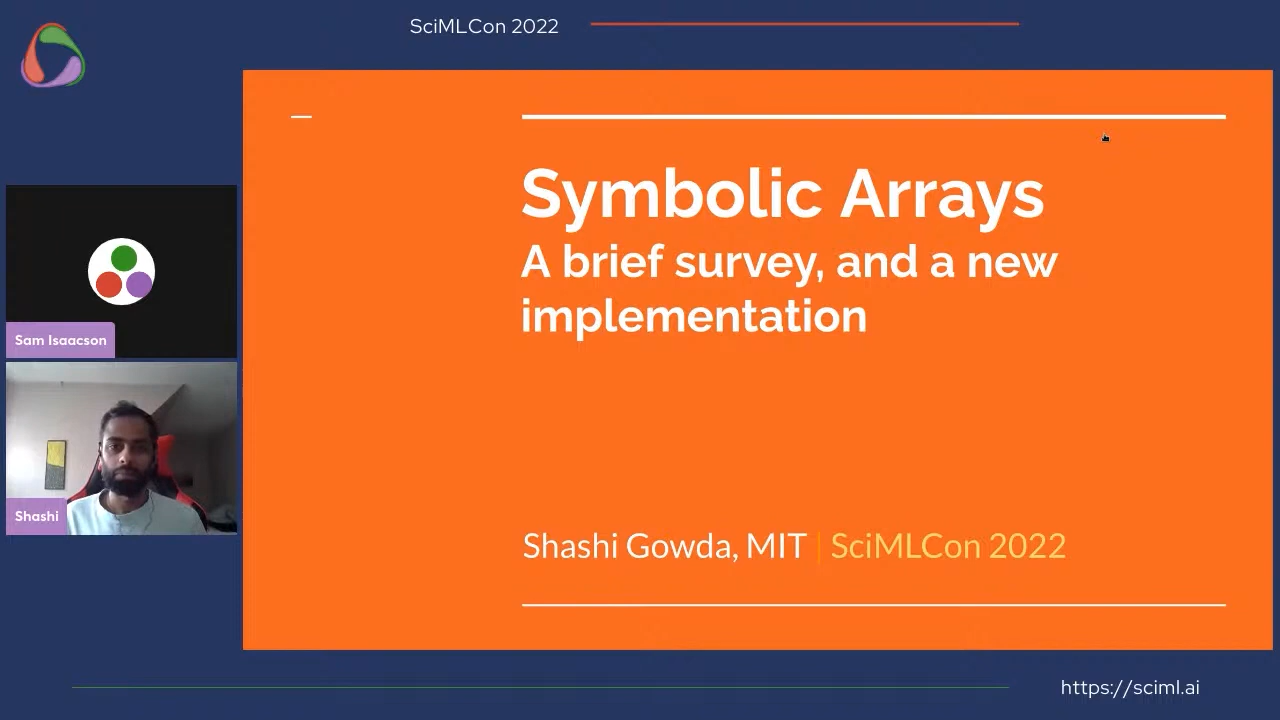 SciMLCon 2022
Symbolic Arrays
A brief survey, and a new
implementation
Sam Isaacson
Shashi
Shashi Gowda, MIT | SciMLCon 2022
https://sciml.ai